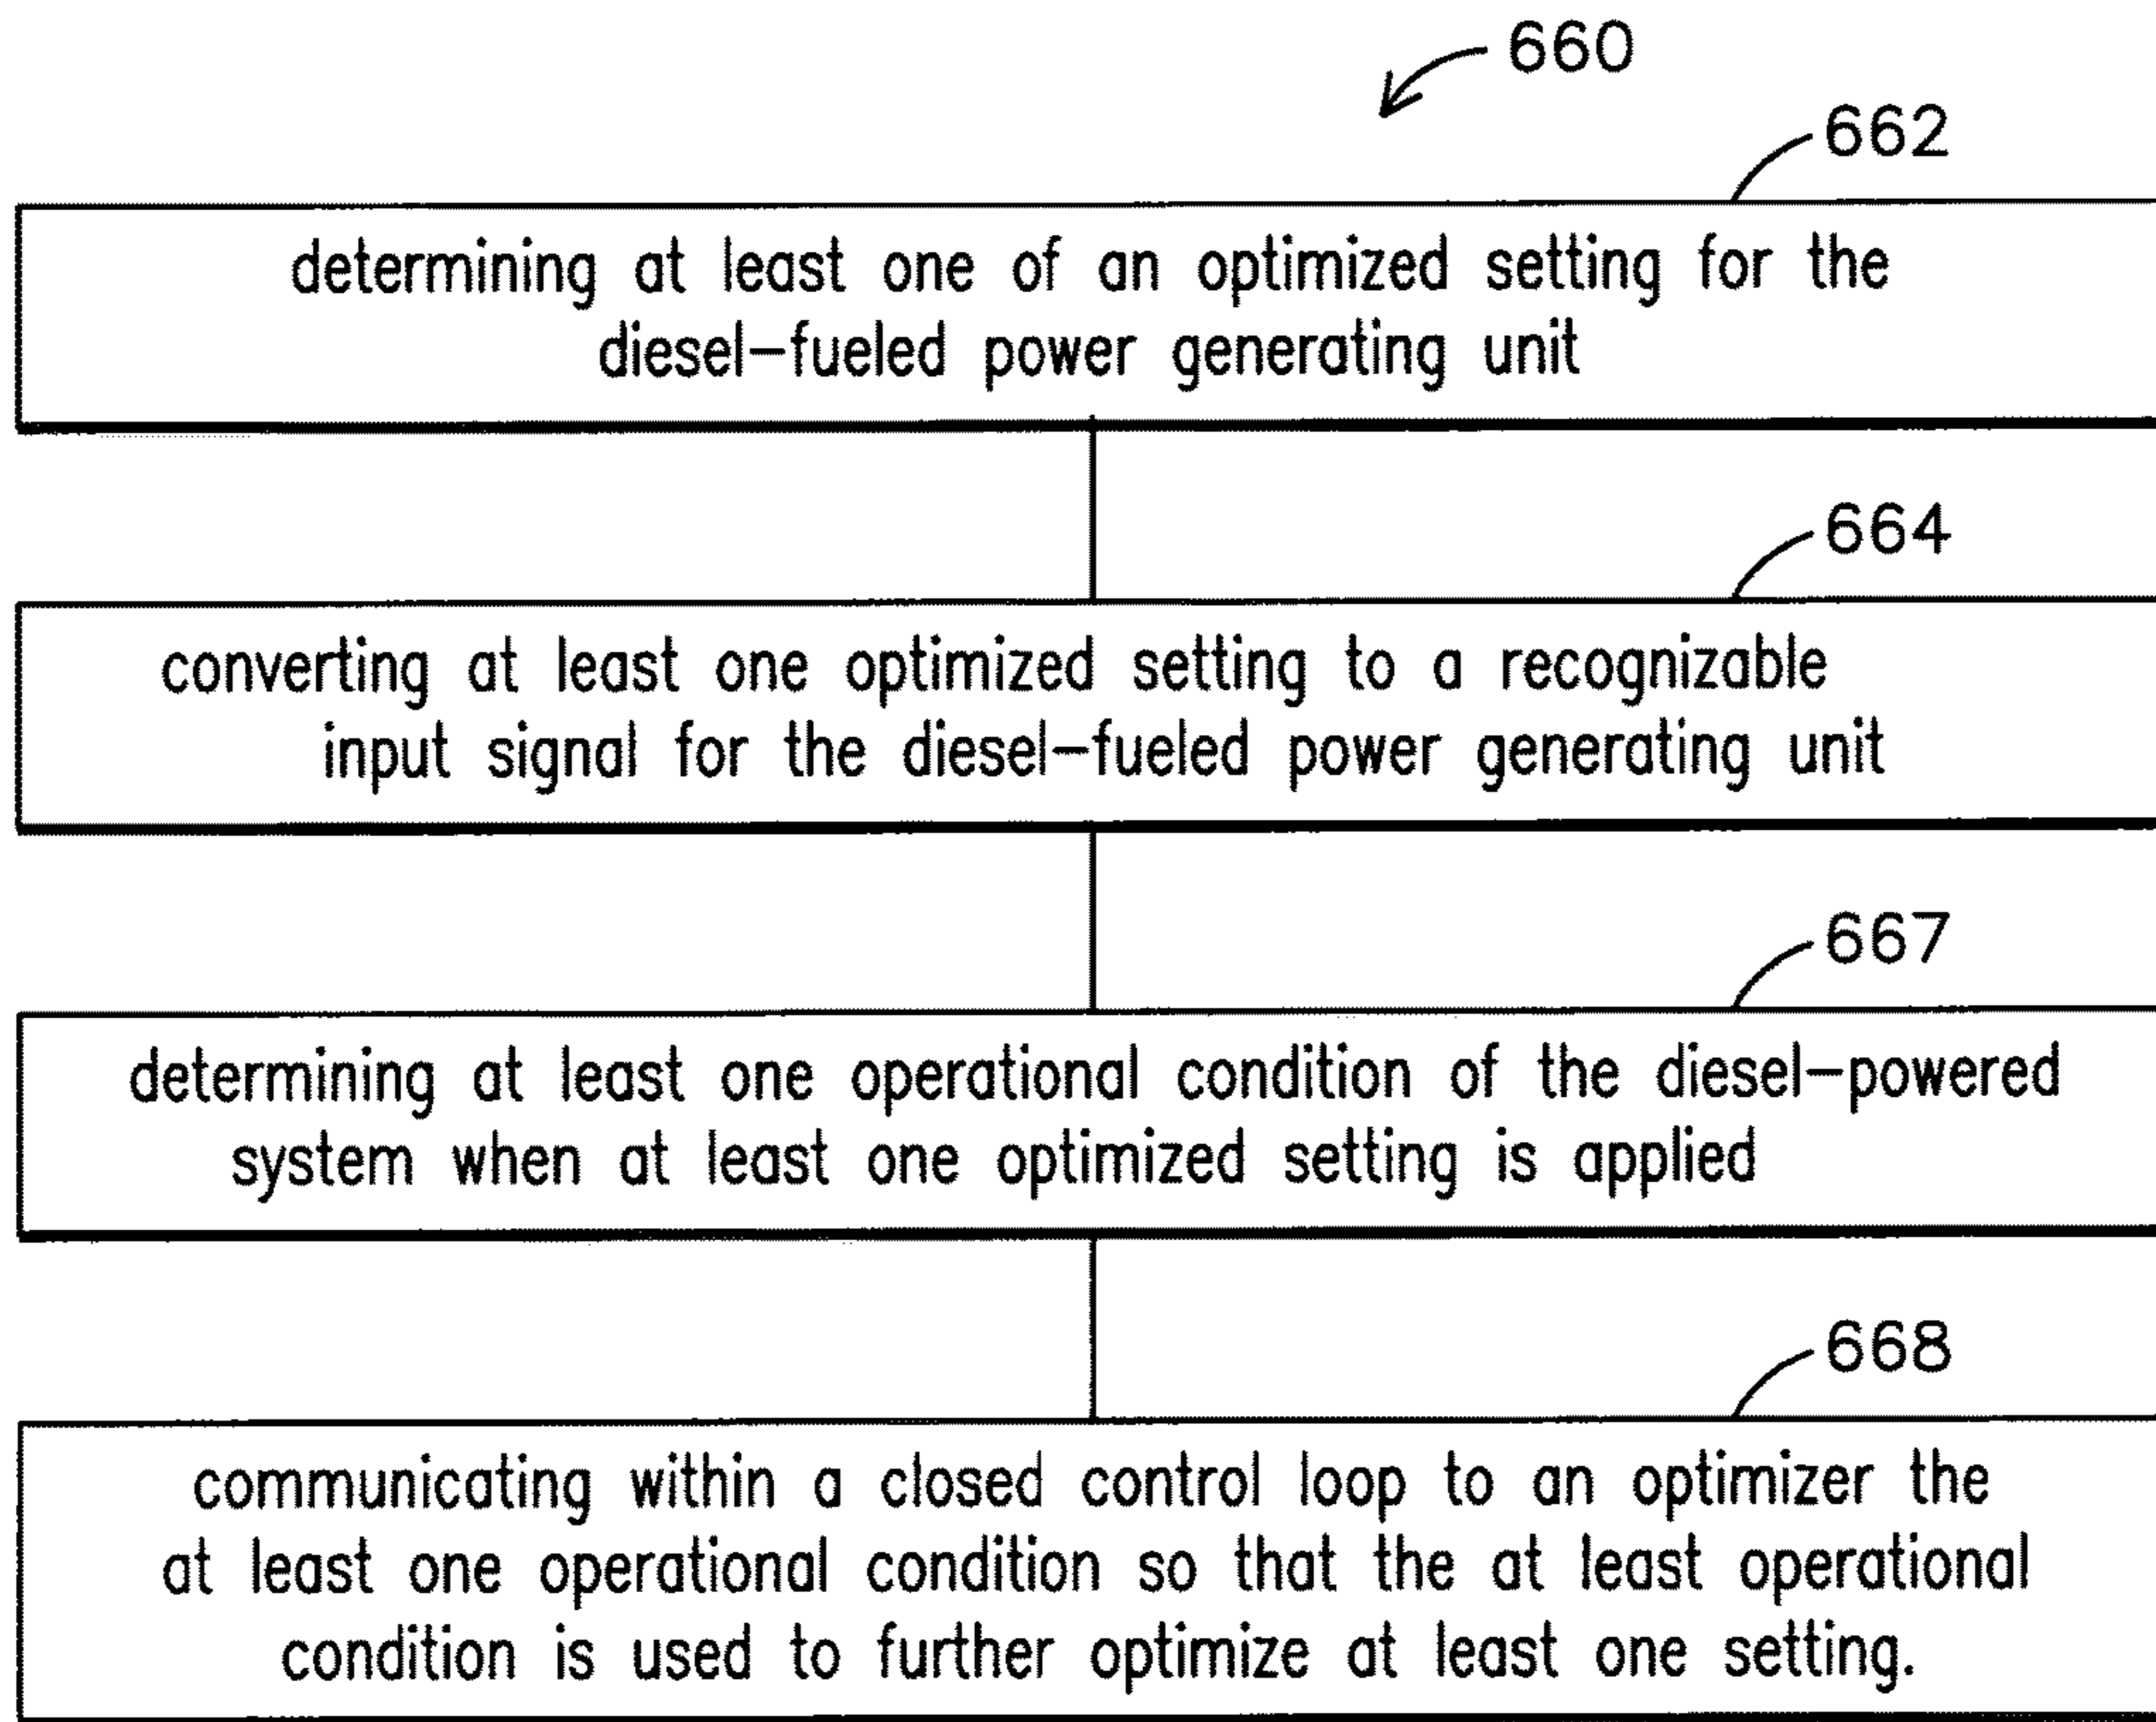 660
662
determining at least one of an optimized setting for the
diesel-fueled power generating unit
664
converting at least one optimized setting to a recognizable
input signal for the diesel-fueled power generating unit
667
determining at least one operational condition of the diesel-powered
system when at least one optimized setting is applied
668
communicating within a closed control loop to an optimizer the
at least one operational condition so that the at least operational
condition is used to further optimize at least one setting.